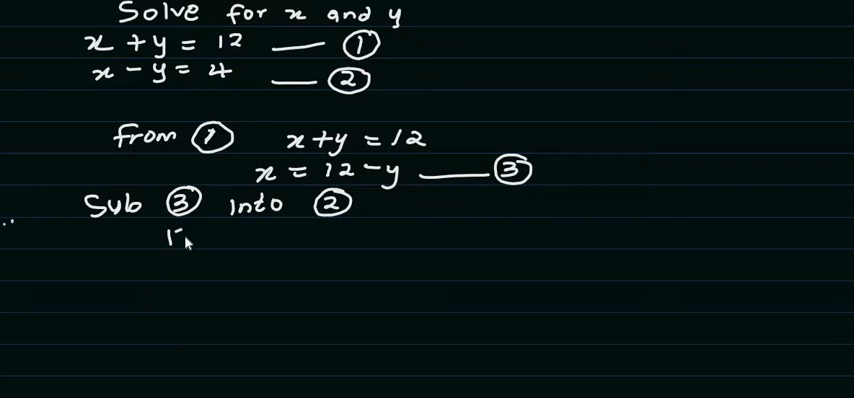 Solve for x and y
x + y = 12 —— ①
x - y = 4 —— ②
from ① x+y = 12
x = 12 - y —— ③
Sub ③ into ②